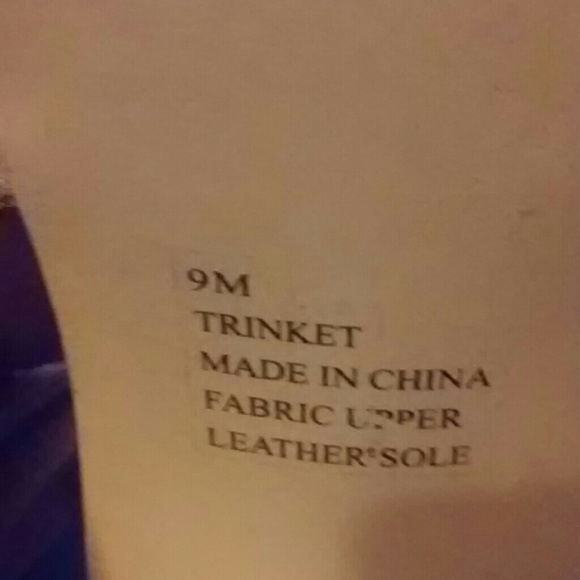 9M
TRINKET
MADE IN CHINA
FABRIC UPPER
LEATHER SOLE